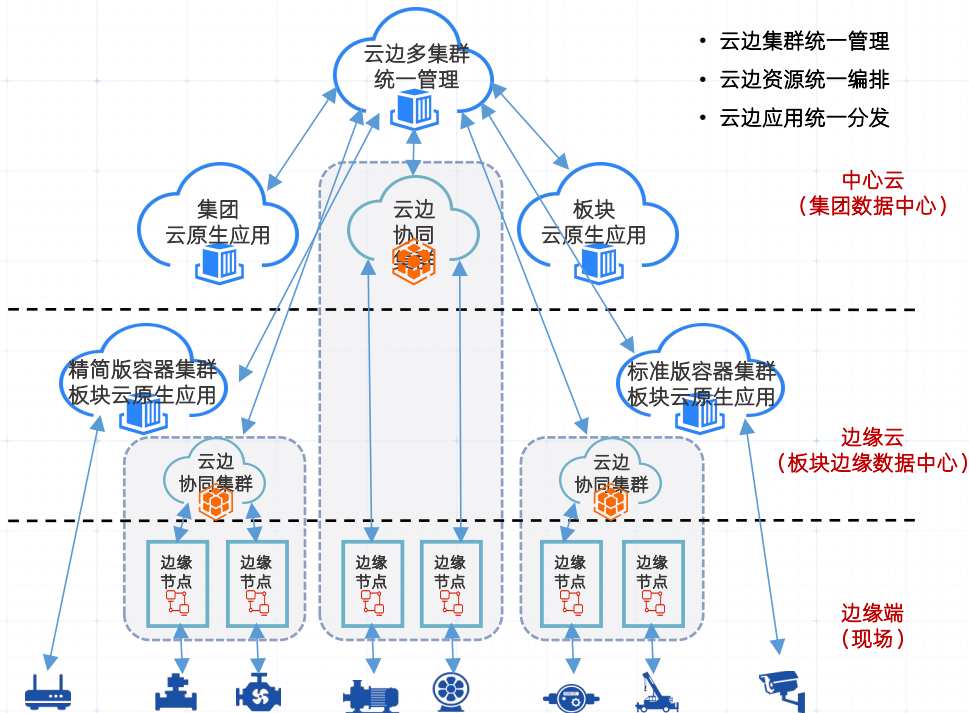 云边多集群
统一管理
• 云边集群统一管理
• 云边资源统一编排
• 云边应用统一分发
中心云
（集团数据中心）
集团
云原生应用
云边
协同
集群
板块
云原生应用
精简版容器集群
板块云原生应用
标准版容器集群
板块云原生应用
边缘云
（板块边缘数据中心）
云边
协同集群
云边
协同集群
边缘
节点
边缘
节点
边缘
节点
边缘
节点
边缘
节点
边缘
节点
边缘端
（现场）